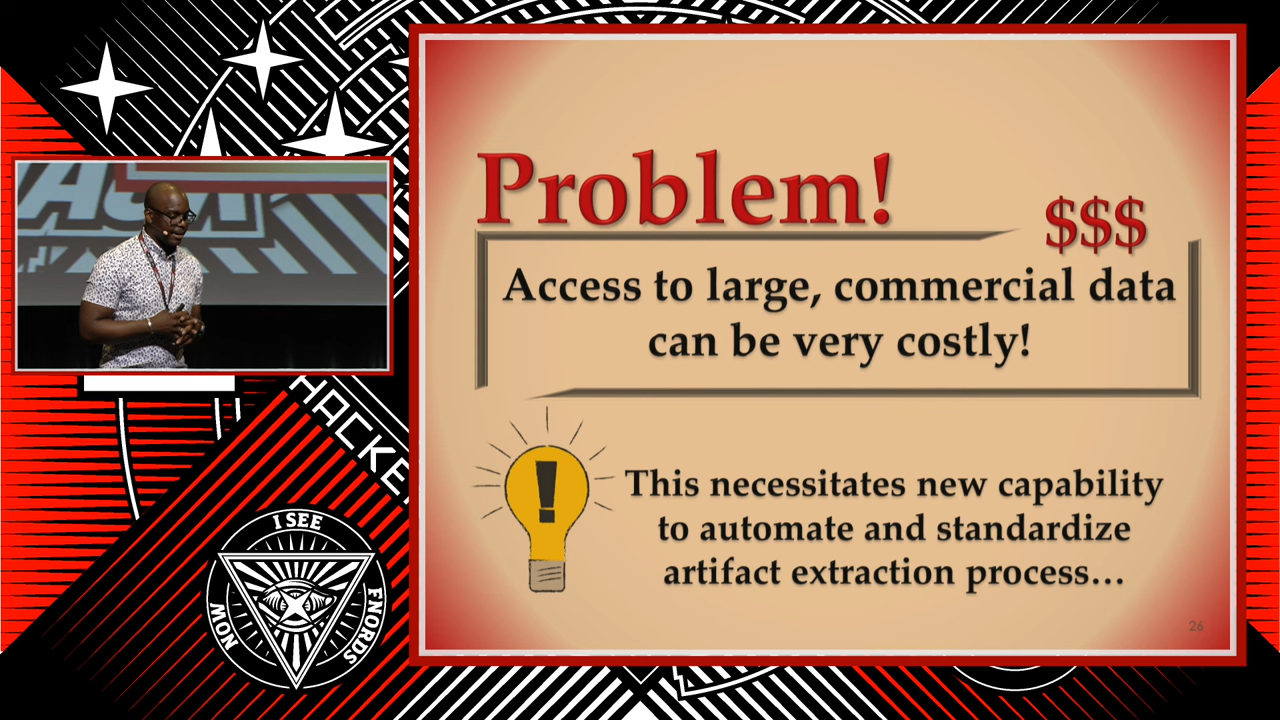 Problem!
$$$
Access to large, commercial data
can be very costly!
This necessitates new capability
to automate and standardize
artifact extraction process...
26
HACKE
I SEE
FNORDS
NOW